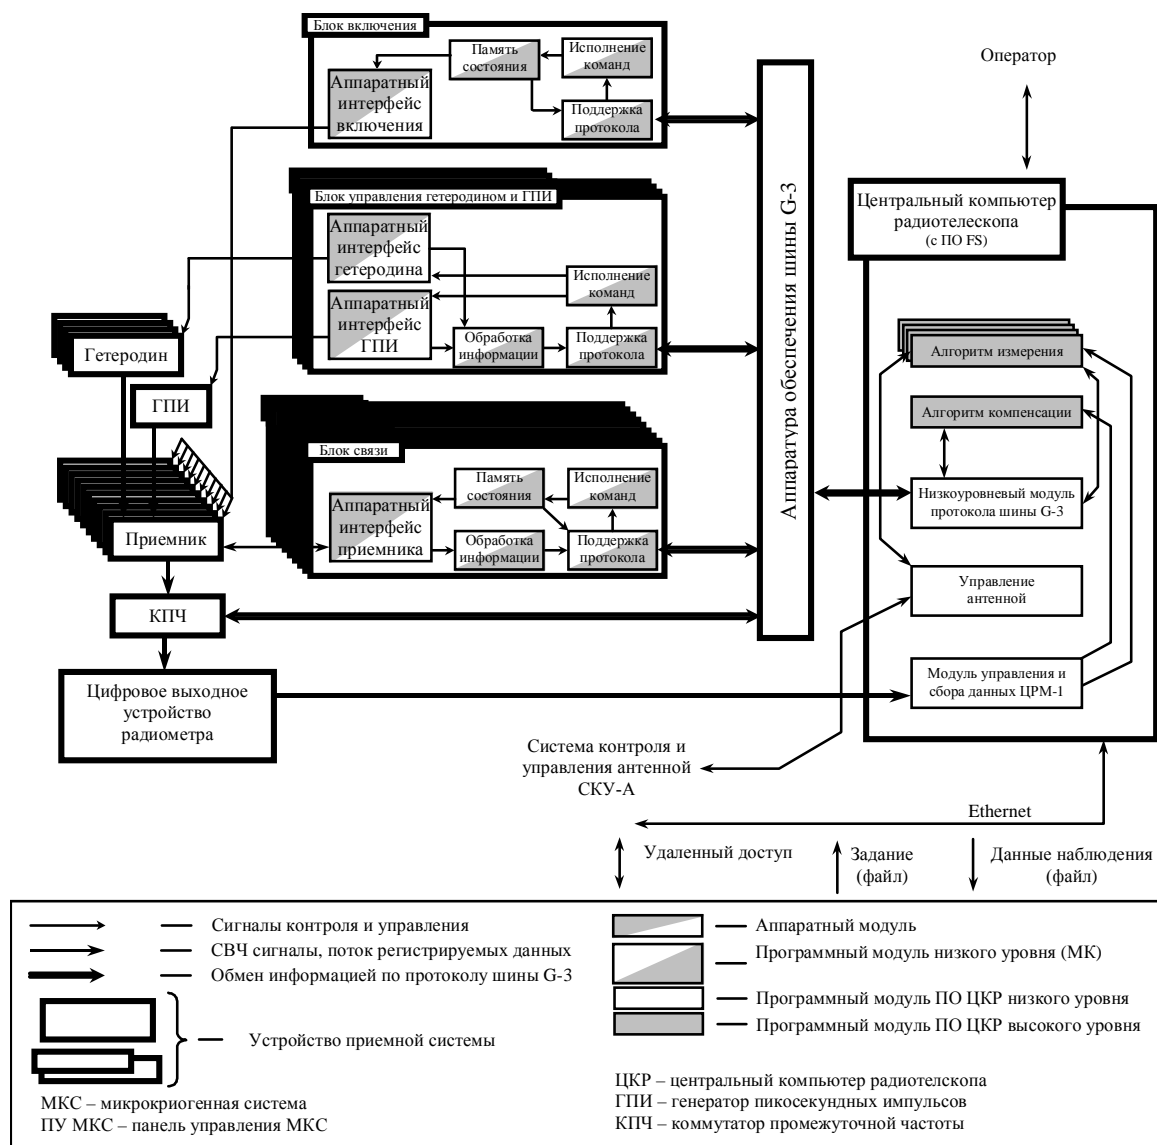 Блок включения
Память
состояния
Исполнение
команд
Аппаратный
интерфейс
включения
Поддержка
протокола
Оператор
Блок управления гетеродином и ГПИ
Аппаратный
интерфейс
гетеродина
Исполнение
команд
Аппаратный
интерфейс
ГПИ
Обработка
информации
Поддержка
протокола
Аппаратура обеспечения шины G-3
Центральный компьютер
радиотелескопа
(с ПО FS)
Гетеродин
ГПИ
Алгоритм измерения
Алгоритм компенсации
Низкоуровневый модуль
протокола шины G-3
Управление
антенной
Модуль управления и
сбора данных ЦРМ-1
Блок связи
Память
состояния
Исполнение
команд
Аппаратный
интерфейс
приемника
Обработка
информации
Поддержка
протокола
Приемник
КПЧ
Цифровое выходное
устройство
радиометра
Система контроля и
управления антенной
СКУ-А
Ethernet
Удаленный доступ
Задание
(файл)
Данные наблюдения
(файл)
Сигналы контроля и управления
СВЧ сигналы, поток регистрируемых данных
Обмен информацией по протоколу шины G-3
Устройство приемной системы
МКС – микрокриогенная система
ПУ МКС – панель управления МКС
Аппаратный модуль
Программный модуль низкого уровня (МК)
Программный модуль ПО ЦКР низкого уровня
Программный модуль ПО ЦКР высокого уровня
ЦКР – центральный компьютер радиотелскопа
ГПИ – генератор пикосекундных импульсов
КПЧ – коммутатор промежуточной частоты